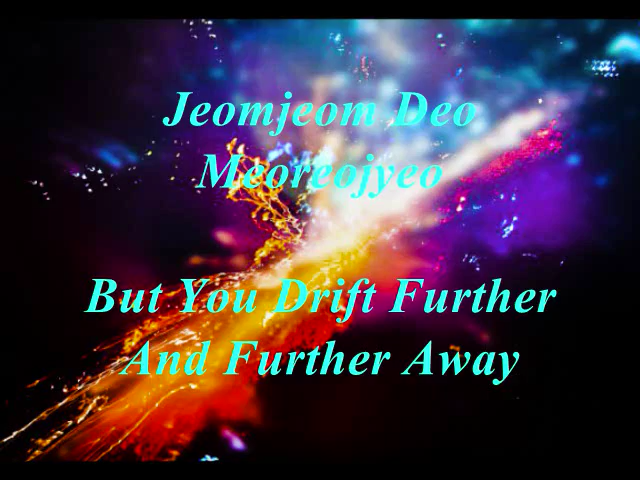 Jeomjeom Deo
Meoreojyeo
But You Drift Further
And Further Away